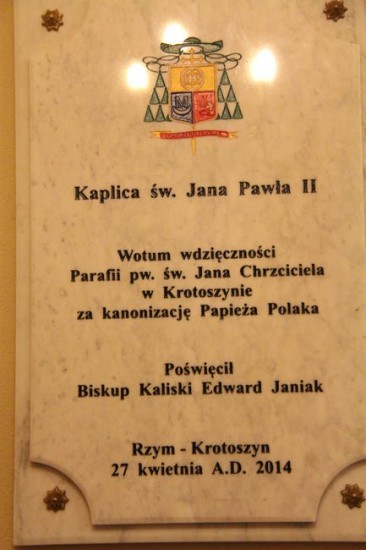 Kaplica św. Jana Pawła II
Wotum wdzięczności
Parafii pw. św. Jana Chrzciciela
w Krotoszynie
za kanonizację Papieża Polaka
Poświęcił
Biskup Kaliski Edward Janiak
Rzym - Krotoszyn
27 kwietnia A.D. 2014